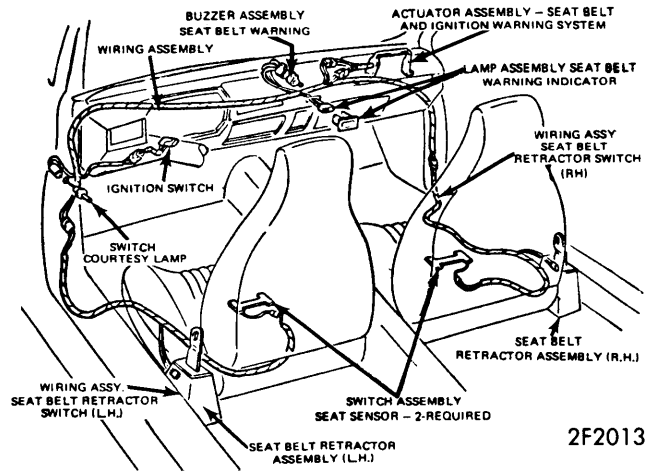 BUZZER ASSEMBLY
SEAT BELT WARNING
ACTUATOR ASSEMBLY – SEAT BELT
AND IGNITION WARNING SYSTEM
WIRING ASSEMBLY
LAMP ASSEMBLY SEAT BELT
WARNING INDICATOR
WIRING ASSY
SEAT BELT
RETRACTOR SWITCH
(RH)
IGNITION SWITCH
SWITCH
COURTESY LAMP
SEAT BELT
RETRACTOR ASSEMBLY (R.H.)
WIRING ASSY.
SEAT BELT RETRACTOR
SWITCH (L.H.)
SWITCH ASSEMBLY
SEAT SENSOR – 2-REQUIRED
SEAT BELT RETRACTOR
ASSEMBLY (L.H.)
2F2013